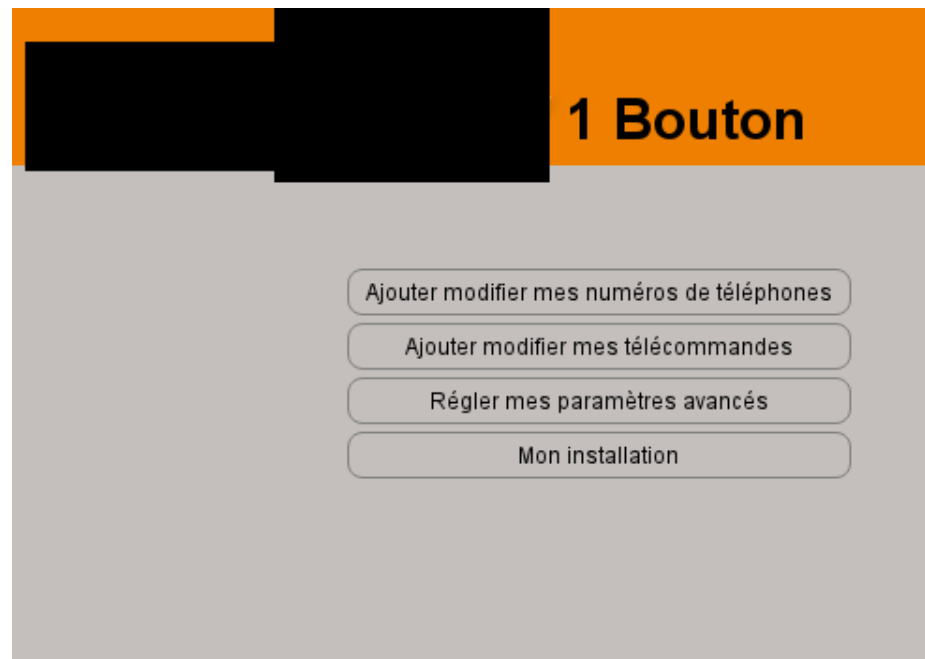 1 Bouton
Ajouter modifier mes numéros de téléphones
Ajouter modifier mes télécommandes
Régler mes paramètres avancés
Mon installation